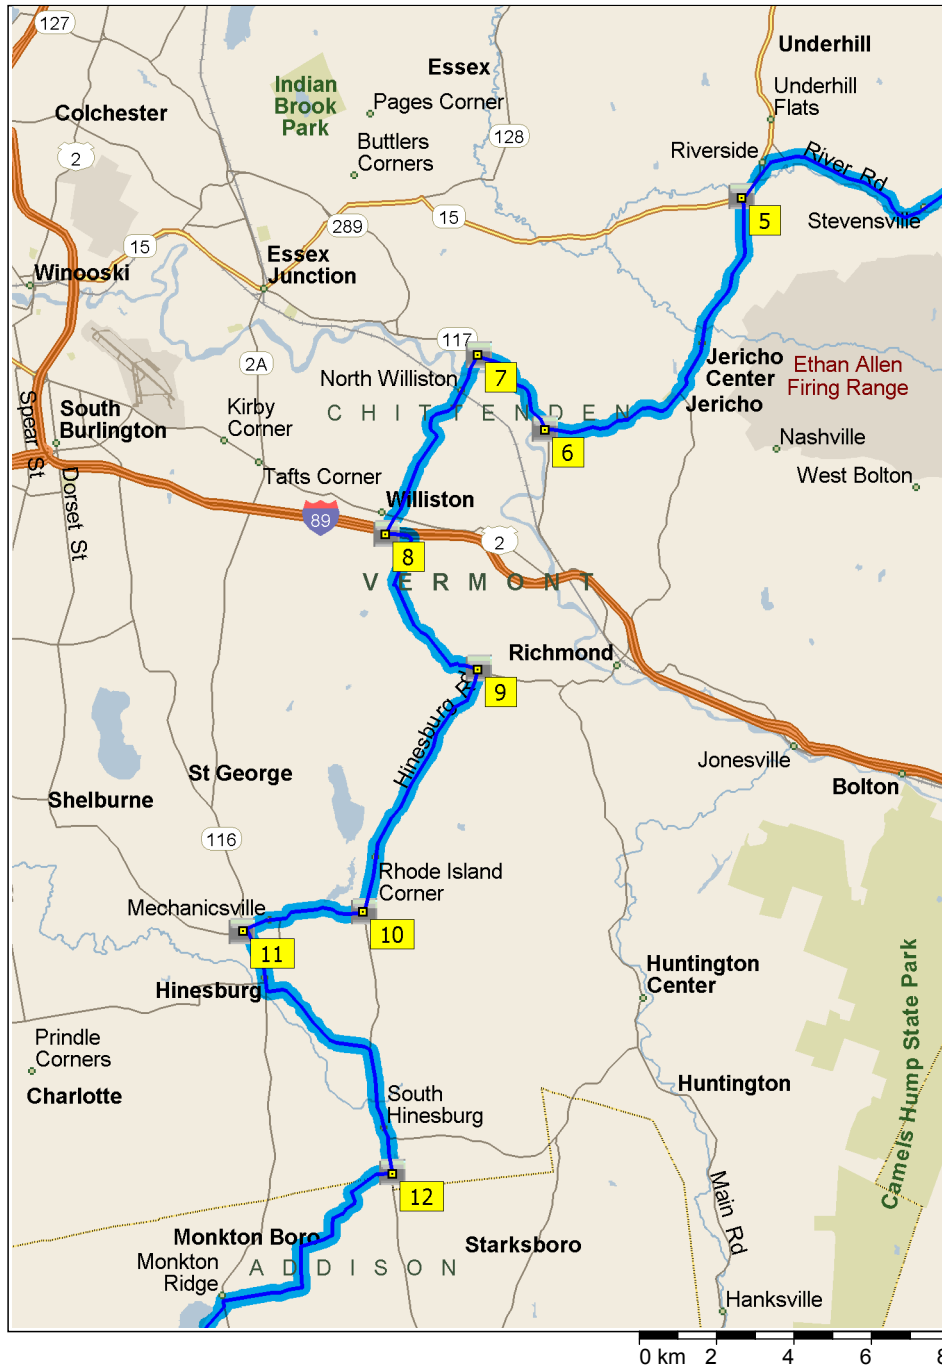 127
Underhill
Essex
Underhill
Flats
Indian
Brook
Park
Pages Corner
Colchester
128
Buttlers
Corners
2
Riverside
River Rd
289
15
5
Stevensville
15
Essex
Junction
Winooski
117
7
Jericho
Center
Ethan Allen
Firing Range
2A
North Williston
Jericho
CHITTENDEN
Spear St
South
Burlington
Kirby
Corner
6
Nashville
Tafts Corner
West Bolton
Dorset St
Williston
89
8
2
VERMONT
Richmond
9
Hinesburg Rd
Jonesville
St George
Bolton
Shelburne
116
Rhode Island
Corner
Mechanicsville
10
11
Huntington
Center
Hinesburg
Camels Hump State Park
Prindle
Corners
Huntington
Charlotte
South
Hinesburg
12
Main Rd
Monkton Boro
Starksboro
Monkton
Ridge
ADDISON
Hanksville
0 km 2 4 6 8